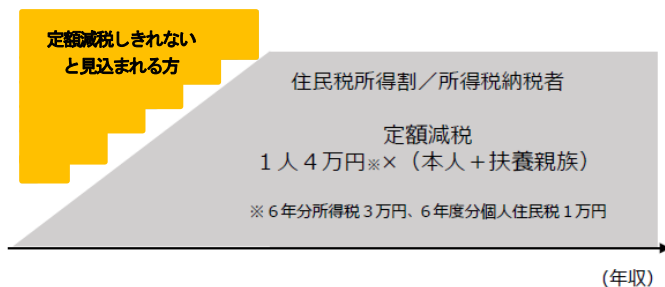 定額減税しきれない
と見込まれる方
住民税所得割／所得税納税者
定額減税
１人４万円※×（本人＋扶養親族）
※６年分所得税３万円、６年度分個人住民税１万円
（年収）